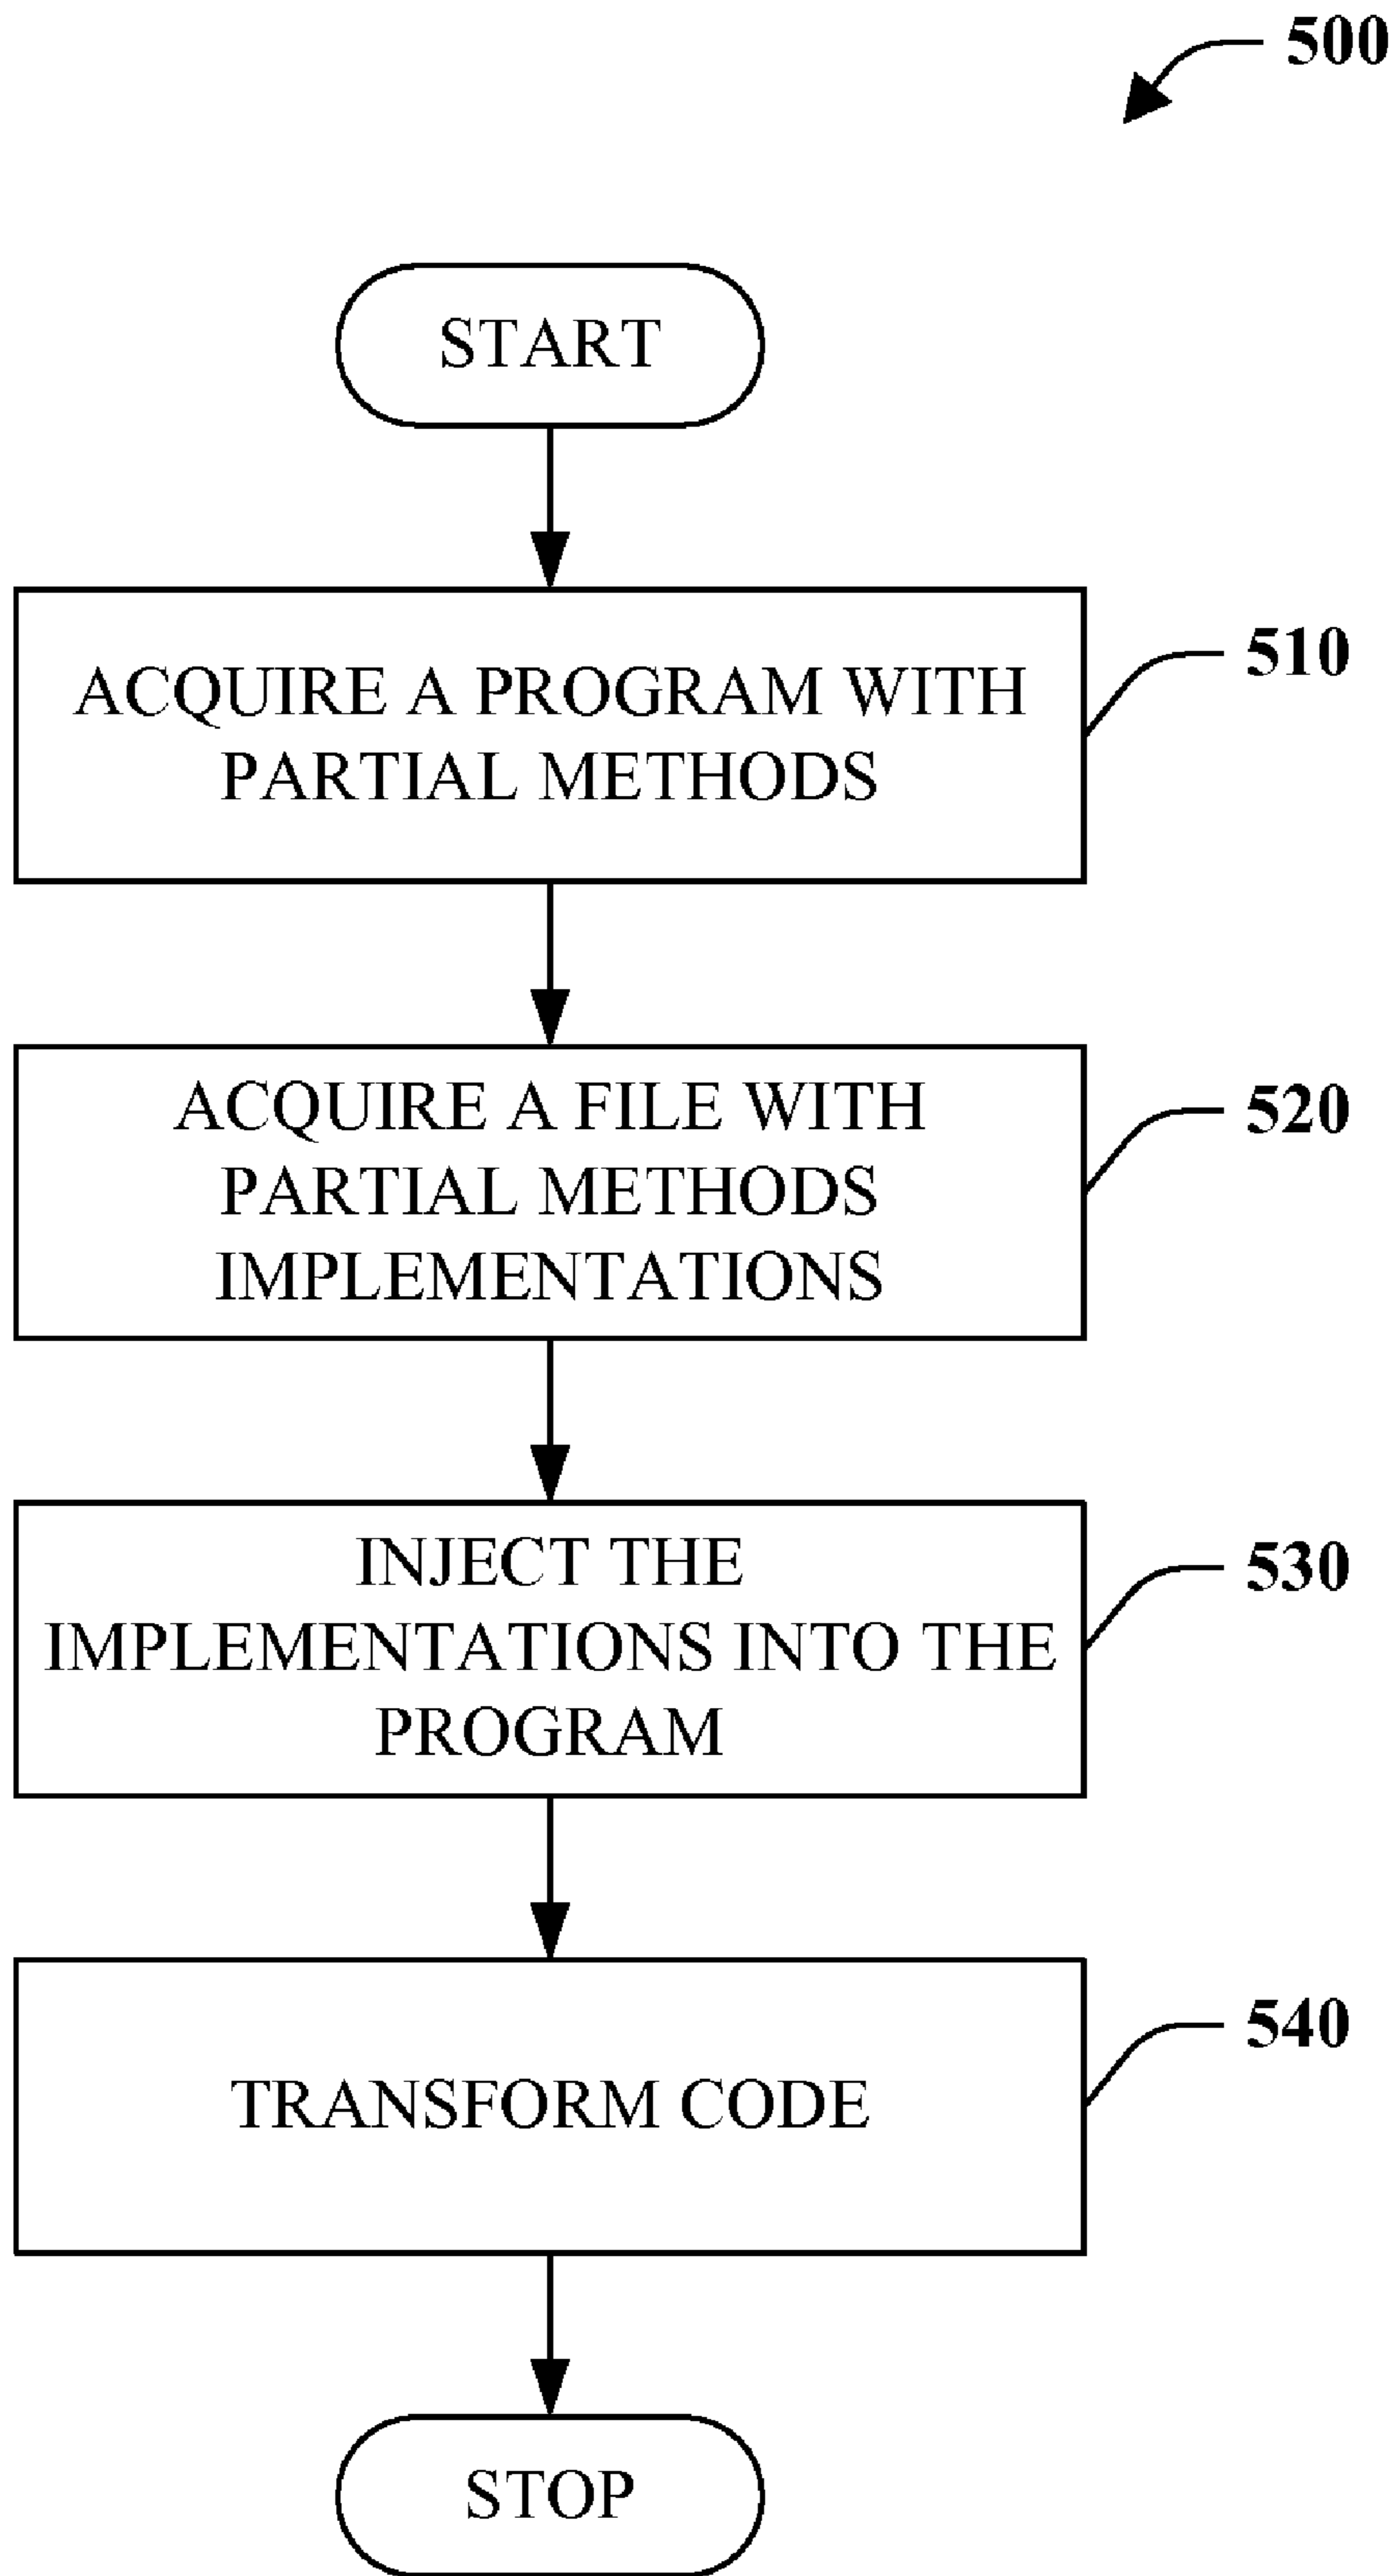 500
START
ACQUIRE A PROGRAM WITH
PARTIAL METHODS
510
ACQUIRE A FILE WITH
PARTIAL METHODS
IMPLEMENTATIONS
520
INJECT THE
IMPLEMENTATIONS INTO THE
PROGRAM
530
TRANSFORM CODE
540
STOP